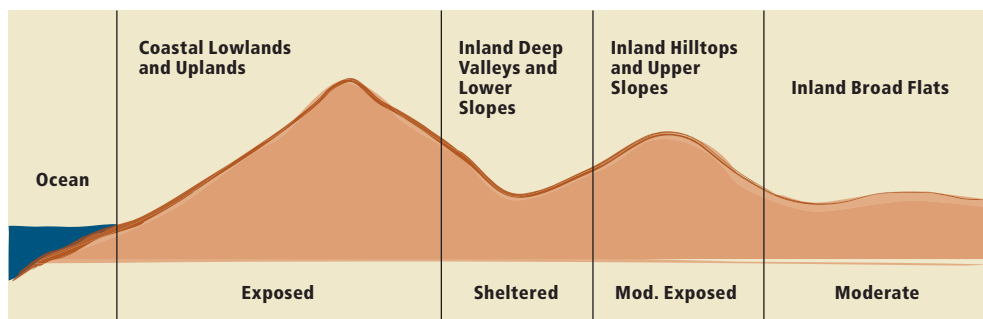 Coastal Lowlands
and Uplands
Inland Deep
Valleys and
Lower
Slopes
Inland Hilltops
and Upper
Slopes
Inland Broad Flats
Ocean
Exposed
Sheltered
Mod. Exposed
Moderate